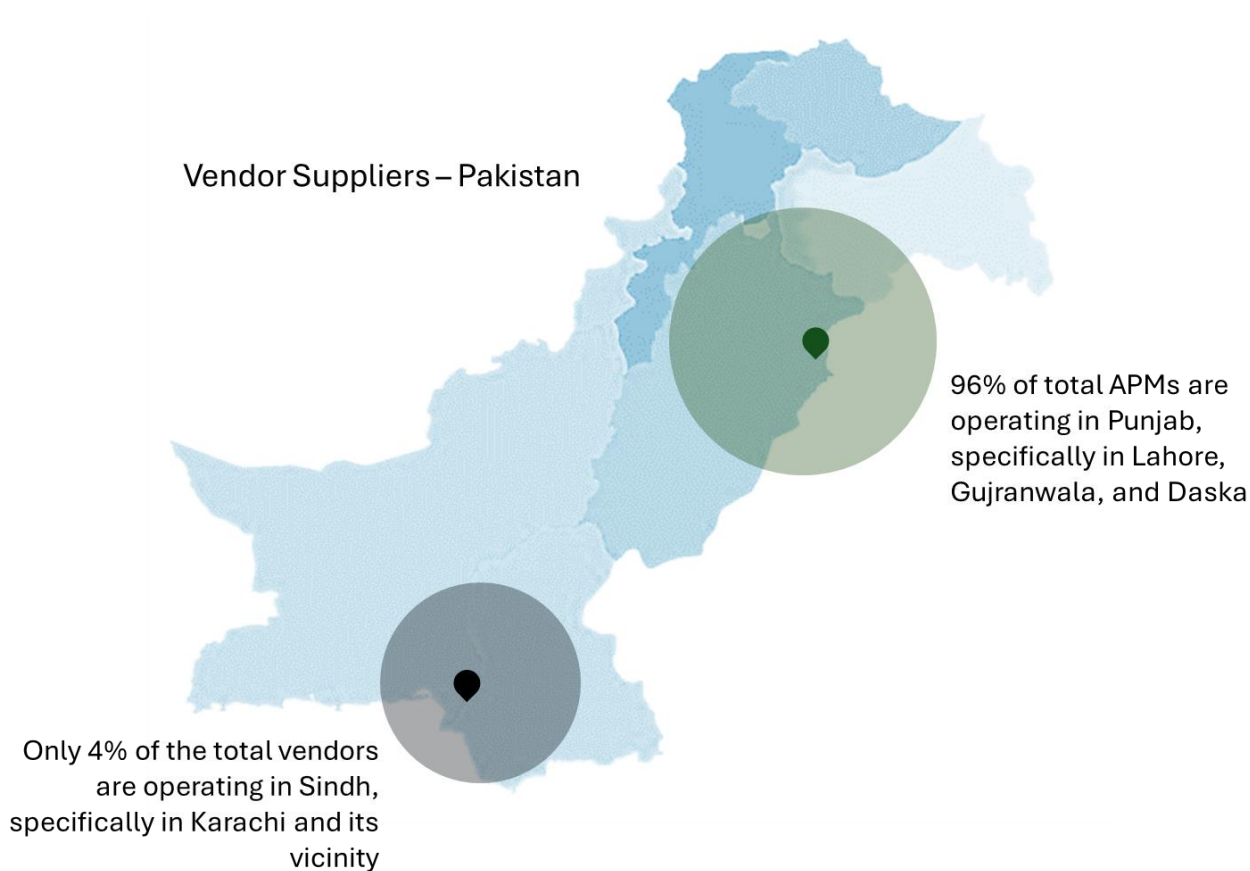 Vendor Suppliers – Pakistan
96% of total APMs are
operating in Punjab,
specifically in Lahore,
Gujranwala, and Daska
Only 4% of the total vendors
are operating in Sindh,
specifically in Karachi and its
vicinity